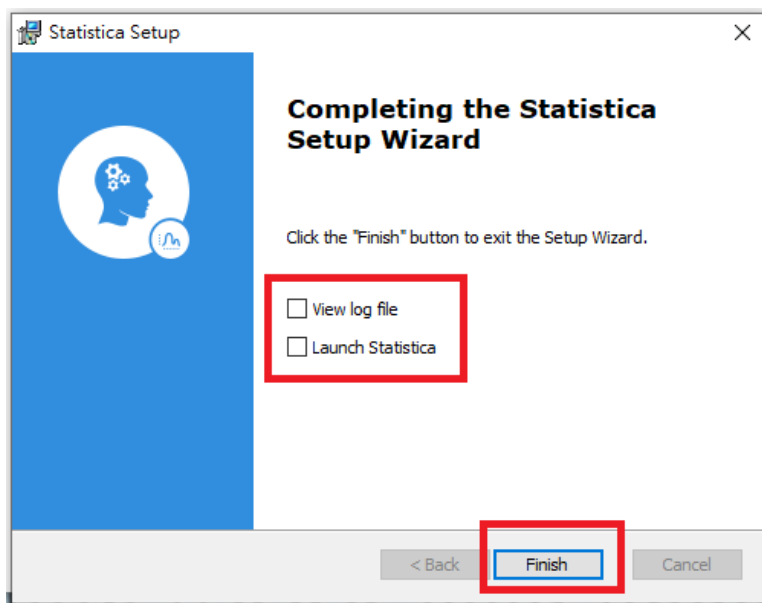 Statistica Setup
Completing the Statistica
Setup Wizard
Click the "Finish" button to exit the Setup Wizard.
View log file
Launch Statistica
< Back
Finish
Cancel